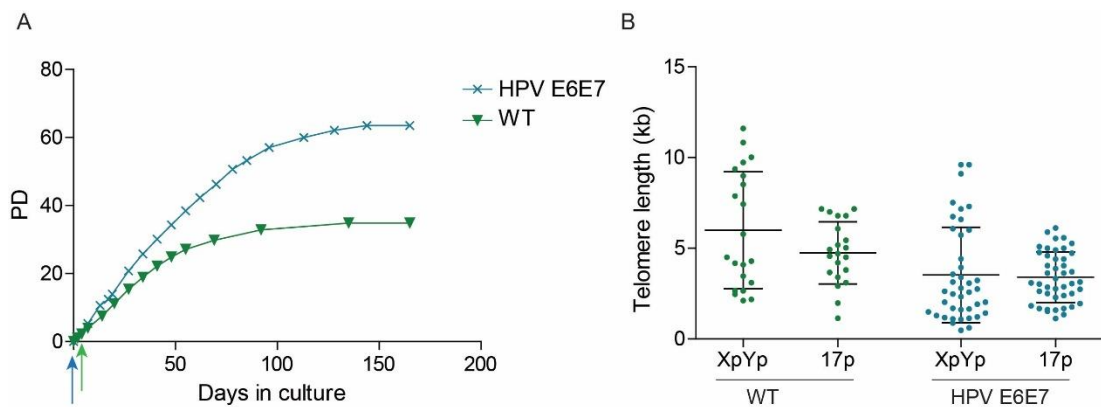 A
80
60
40
20
0
PD
50
100
150
200
Days in culture
HPV E6E7
WT
B
15
10
5
0
Telomere length (kb)
XpYp
17p
XpYp
17p
WT
HPV E6E7